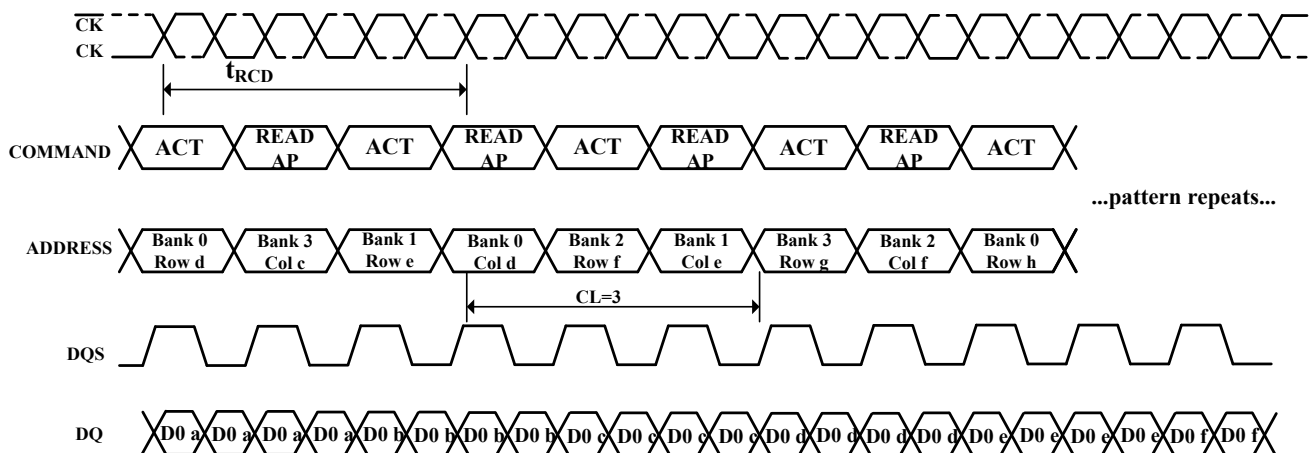 CK
CK
tRCD
COMMAND ACT READ AP ACT READ AP ACT READ AP ACT READ AP ACT
...pattern repeats...
ADDRESS Bank 0 Row d Bank 3 Col c Bank 1 Row e Bank 0 Col d Bank 2 Row f Bank 1 Col e Bank 3 Row g Bank 2 Col f Bank 0 Row h
CL=3
DQS
DQ D0 a D0 a D0 a D0 a D0 b D0 b D0 b D0 b D0 c D0 c D0 c D0 c D0 d D0 d D0 d D0 d D0 e D0 e D0 e D0 e D0 f D0 f